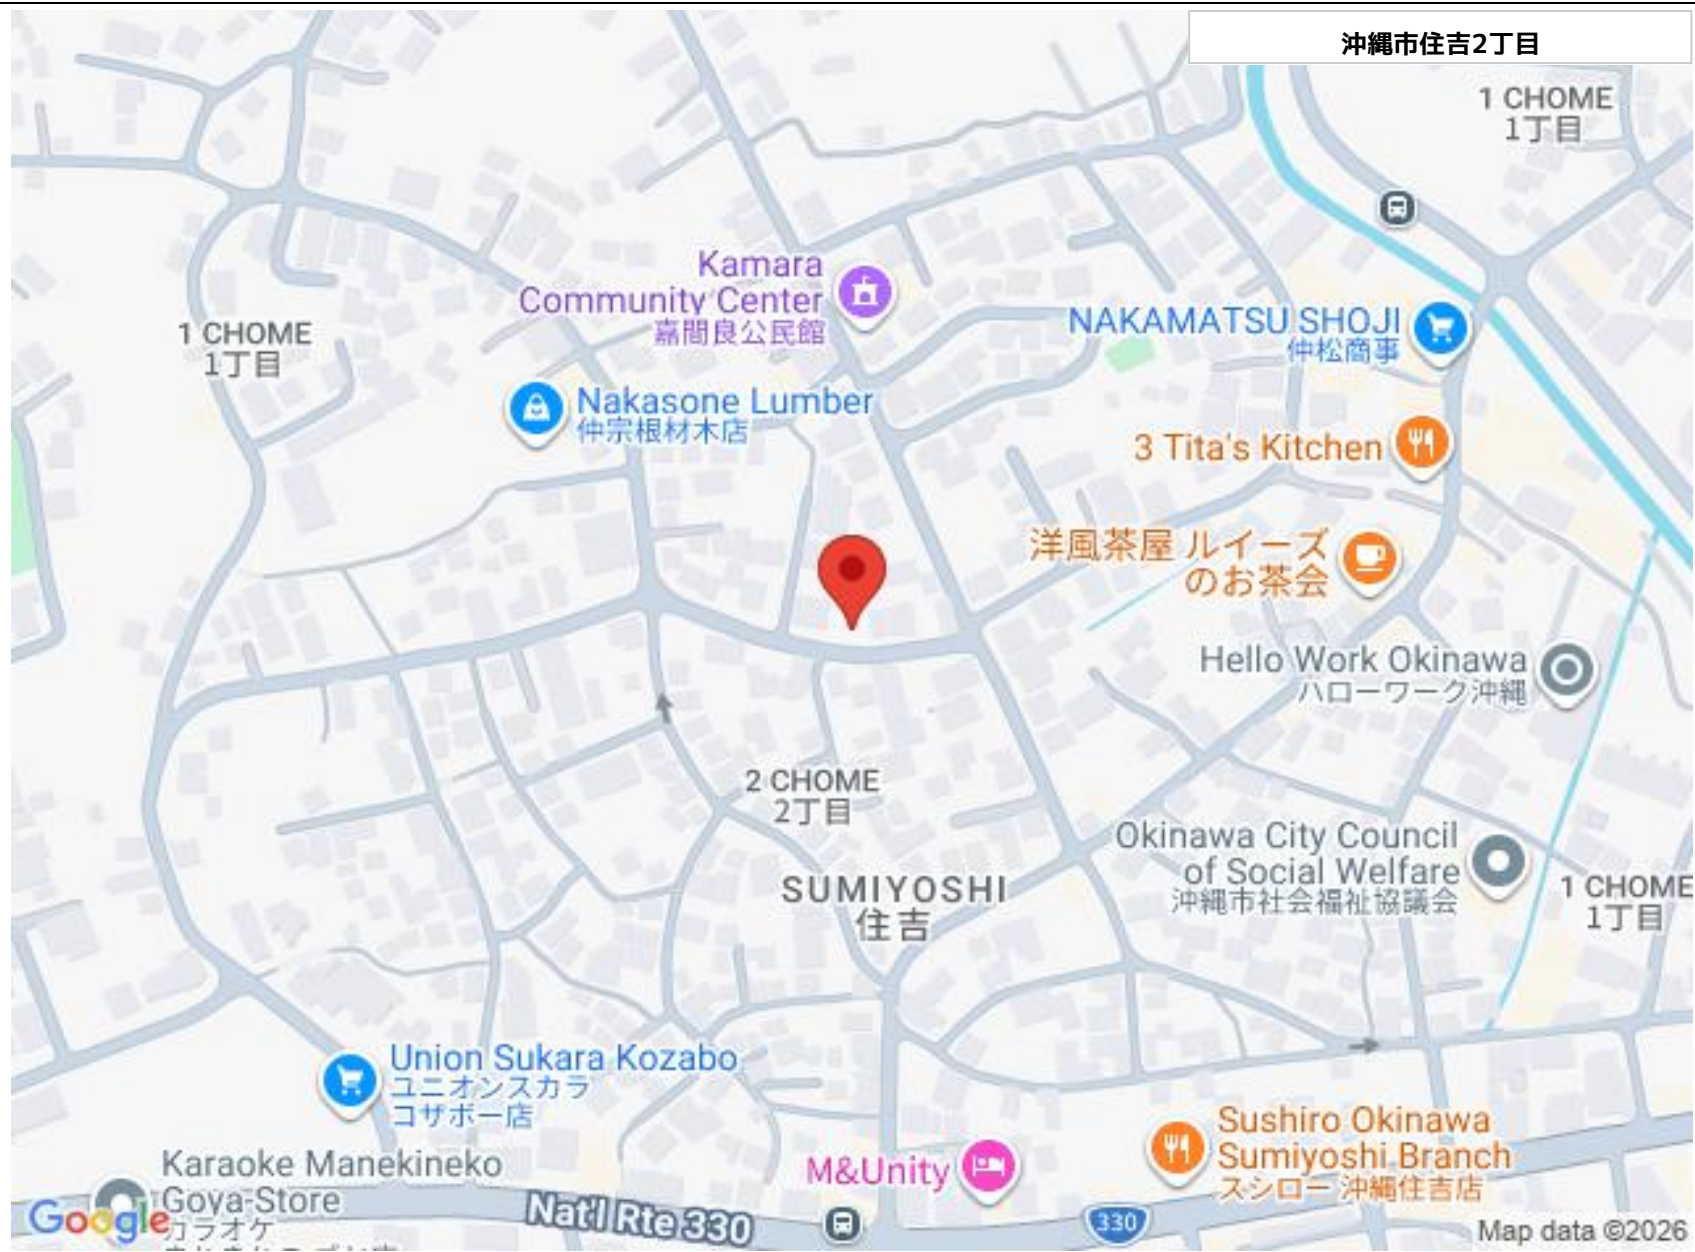 沖縄市住吉2丁目
1 CHOME
1丁目
Kamara
Community Center
嘉間良公民館
1 CHOME
1丁目
NAKAMATSU SHOJI
仲松商事
Nakasone Lumber
仲宗根材木店
3 Tita's Kitchen
洋風茶屋 ルイーズ
のお茶会
Hello Work Okinawa
ハローワーク沖縄
2 CHOME
2丁目
Okinawa City Council
of Social Welfare
沖縄市社会福祉協議会
SUMIYOSHI
住吉
1 CHOME
1丁目
Union Sukara Kozabo
ユニオンスカラ
コザボー店
Sushiro Okinawa
Sumiyoshi Branch
スシロー 沖縄住吉店
Karaoke Manekineko
Goya-Store
カラオケ
M&Unity
Nat'l Rte 330
330
Google
Map data ©2026